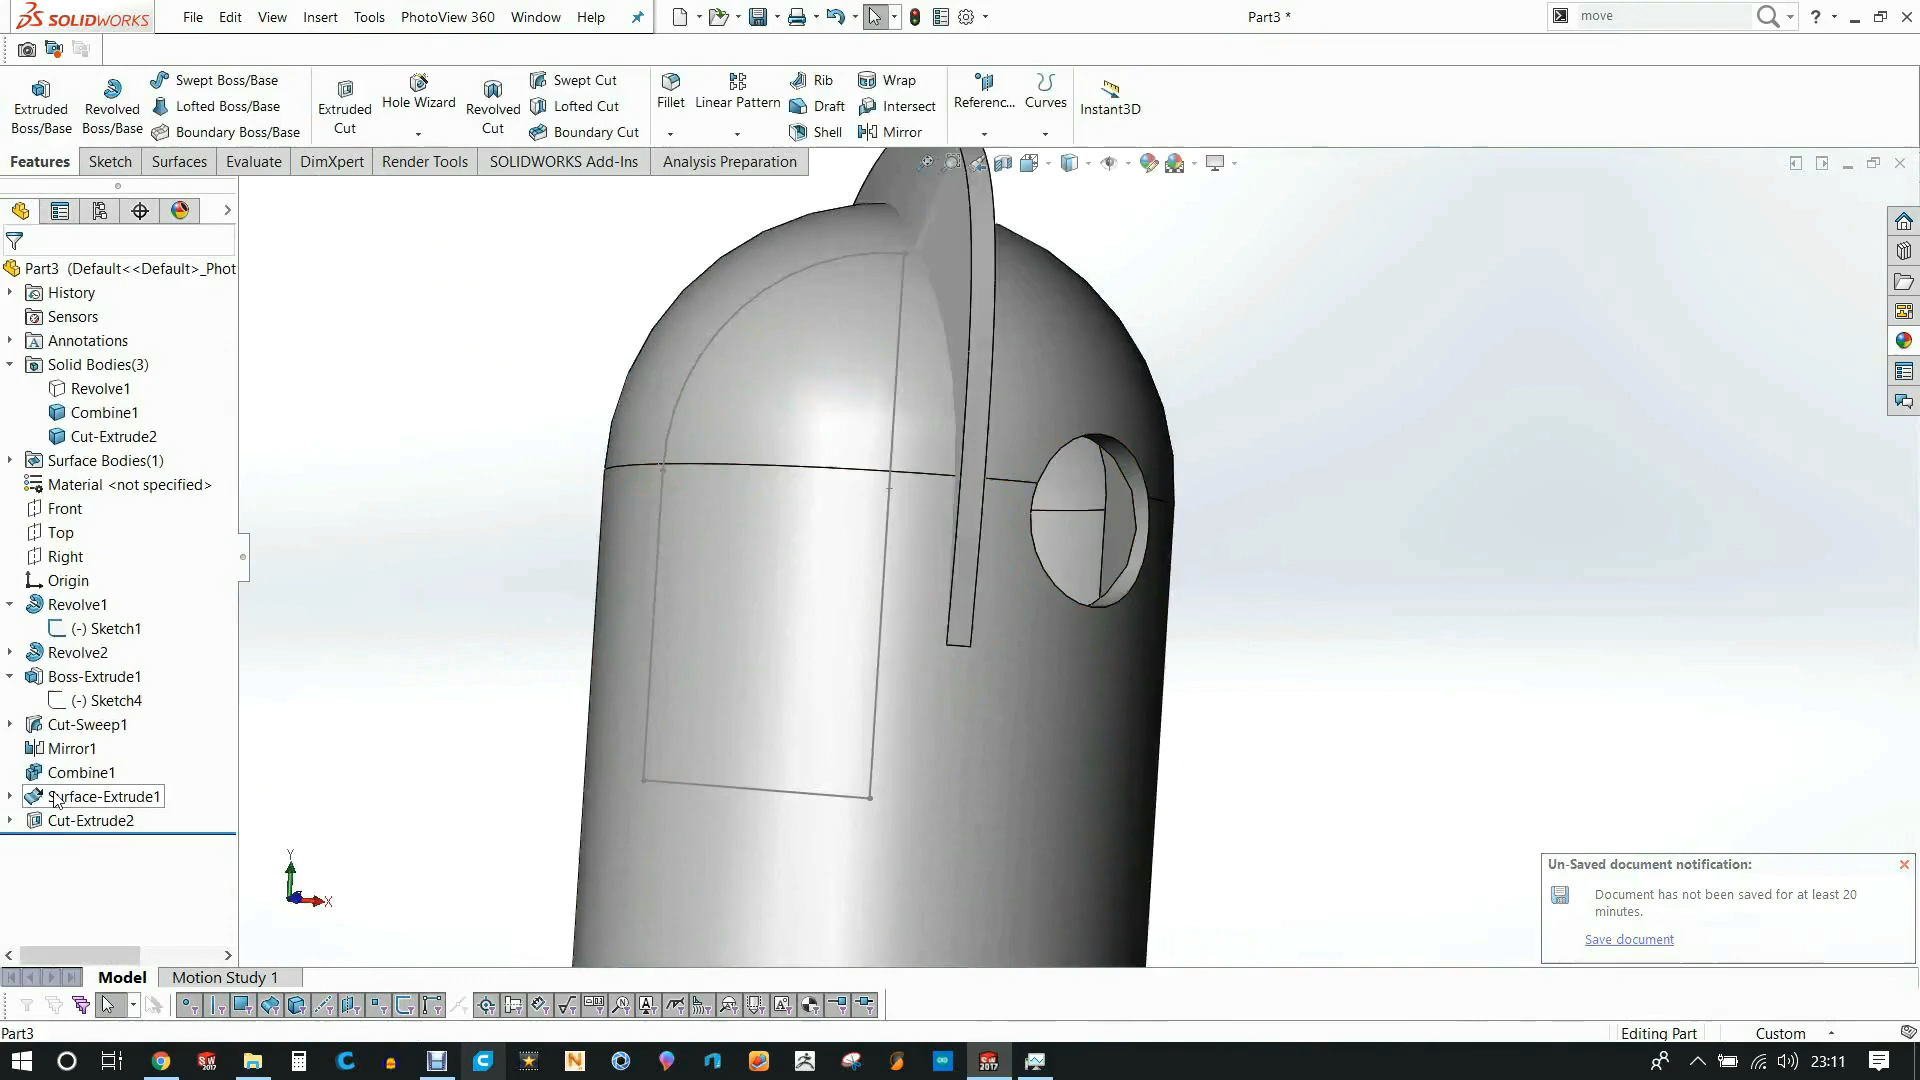 SOLIDWORKS File Edit View Insert Tools PhotoView 360 Window Help Part3 * move ?
Extruded Boss/Base
Revolved Boss/Base
Swept Boss/Base
Lofted Boss/Base
Boundary Boss/Base
Extruded Cut
Hole Wizard
Revolved Cut
Swept Cut
Lofted Cut
Boundary Cut
Fillet
Linear Pattern
Rib
Draft
Shell
Wrap
Intersect
Mirror
Referenc...
Curves
Instant3D
Features Sketch Surfaces Evaluate DimXpert Render Tools SOLIDWORKS Add-Ins Analysis Preparation
Part3 (Default<<Default>_Phot
History
Sensors
Annotations
Solid Bodies(3)
Revolve1
Combine1
Cut-Extrude2
Surface Bodies(1)
Material <not specified>
Front
Top
Right
Origin
Revolve1
(-) Sketch1
Revolve2
Boss-Extrude1
(-) Sketch4
Cut-Sweep1
Mirror1
Combine1
Surface-Extrude1
Cut-Extrude2
Y
X
Un-Saved document notification:
Document has not been saved for at least 20
minutes.
Save document
Model Motion Study 1
Part3 Editing Part Custom
23:11